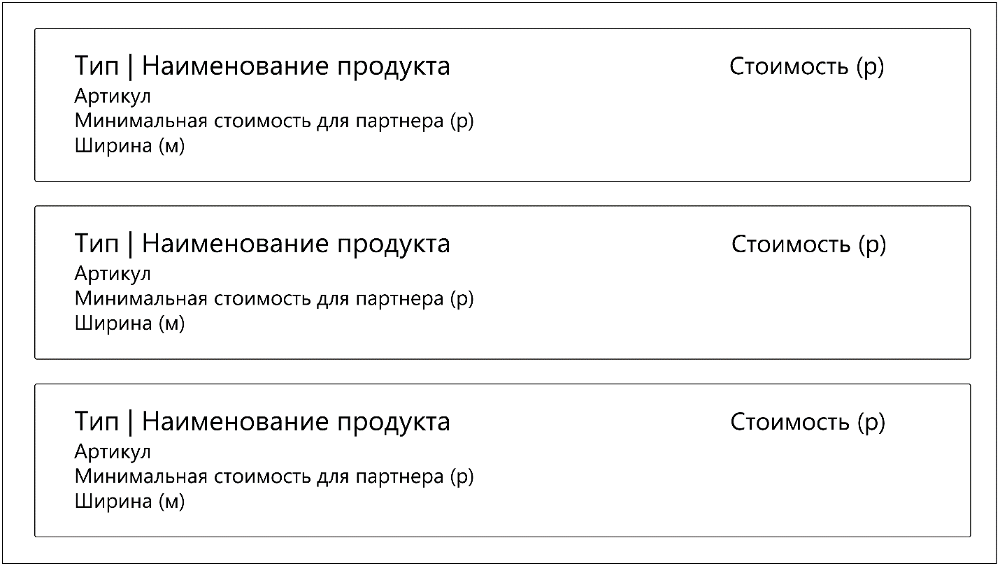 Тип | Наименование продукта
Стоимость (р)
Артикул
Минимальная стоимость для партнера (р)
Ширина (м)
Тип | Наименование продукта
Стоимость (р)
Артикул
Минимальная стоимость для партнера (р)
Ширина (м)
Тип | Наименование продукта
Стоимость (р)
Артикул
Минимальная стоимость для партнера (р)
Ширина (м)